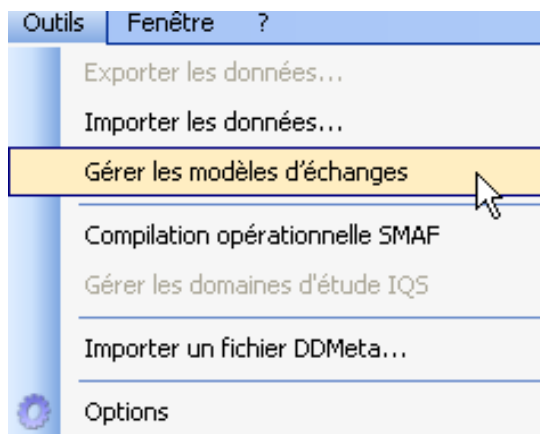 Outils Fenêtre ?
Exporter les données...
Importer les données...
Gérer les modèles d'échanges
Compilation opérationnelle SMAF
Gérer les domaines d'étude IQS
Importer un fichier DDMeta...
Options